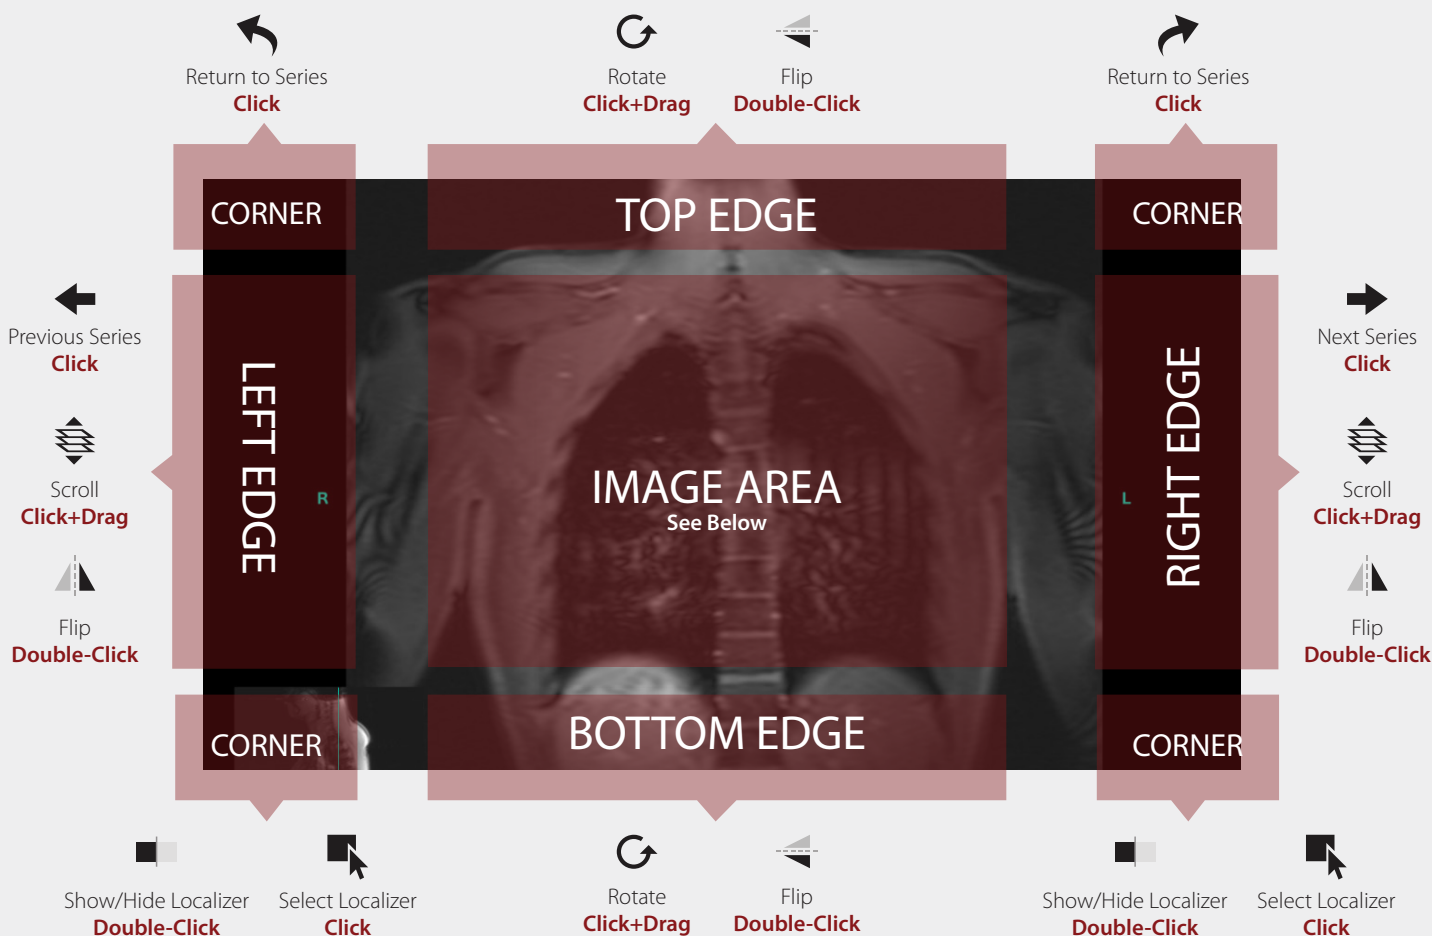 Return to Series
Click
Rotate
Click+Drag
Flip
Double-Click
Return to Series
Click
CORNER
TOP EDGE
CORNER
Previous Series
Click
Scroll
Click+Drag
Flip
Double-Click
LEFT EDGE
R
IMAGE AREA
See Below
L
RIGHT EDGE
Next Series
Click
Scroll
Click+Drag
Flip
Double-Click
CORNER
BOTTOM EDGE
CORNER
Show/Hide Localizer
Double-Click
Select Localizer
Click
Rotate
Click+Drag
Flip
Double-Click
Show/Hide Localizer
Double-Click
Select Localizer
Click